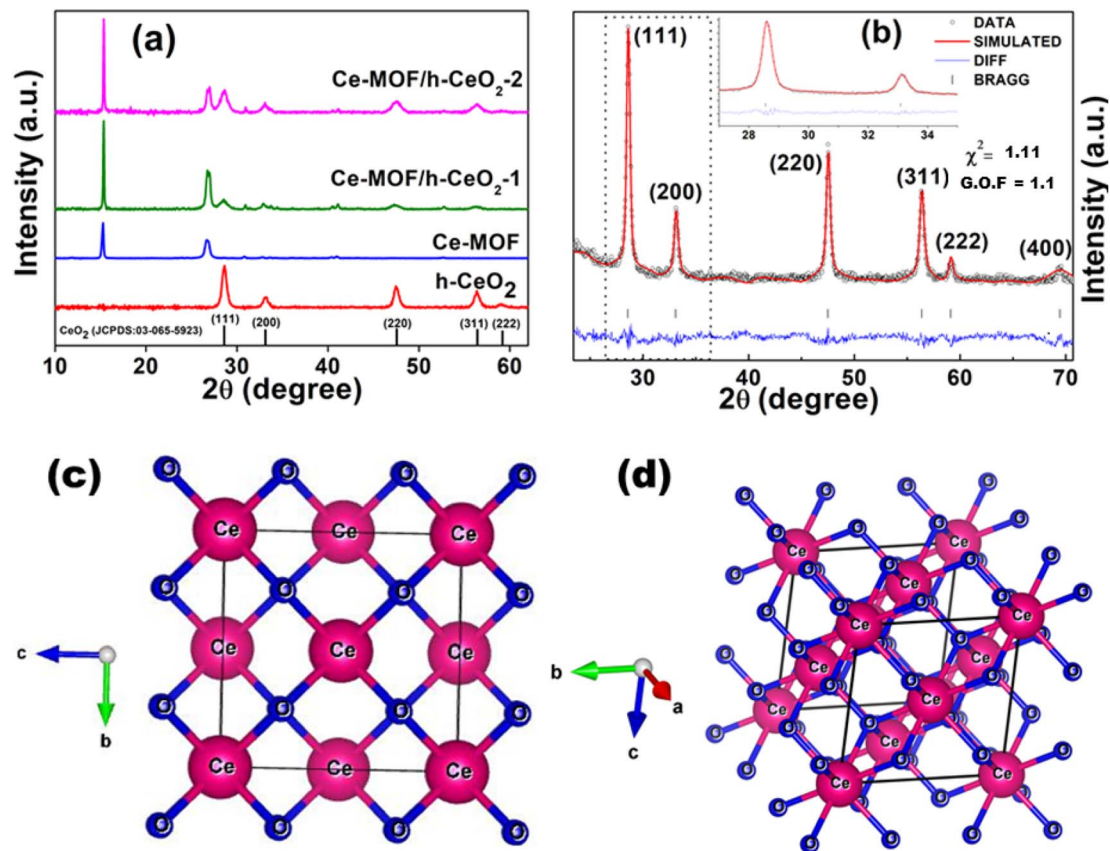 (a)
Intensity (a.u.)
Ce-MOF/h-CeO₂-2
Ce-MOF/h-CeO₂-1
Ce-MOF
h-CeO₂
(111) (200) (220) (311) (222)
CeO₂ (JCPDS:03-065-5923)
10 20 30 40 50 60
2θ (degree)
(b)
DATA
SIMULATED
DIFF
BRAGG
28 30 32 34
χ² = 1.11
G.O.F = 1.1
(111)
(200)
(220)
(311)
(222)
(400)
Intensity (a.u.)
30 40 50 60 70
2θ (degree)
(c)
O O O O
Ce Ce Ce
O O O O
Ce Ce Ce
O O O O
Ce Ce Ce
O O O O
c
b
(d)
Ce
Ce
Ce
Ce
Ce
Ce
Ce
Ce
Ce
Ce
Ce
Ce
Ce
b
a
c